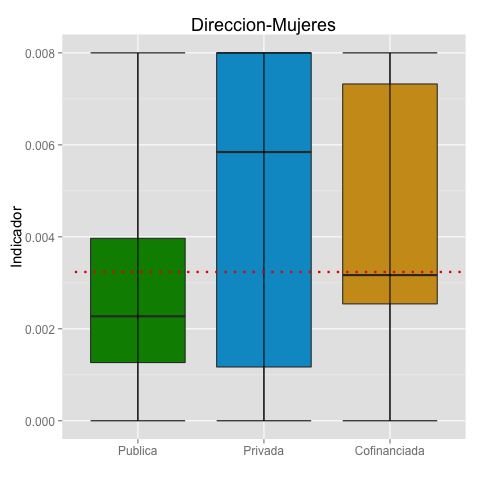 Direccion-Mujeres
Indicador
0.008
0.006
0.004
0.002
0.000
Publica Privada Cofinanciada